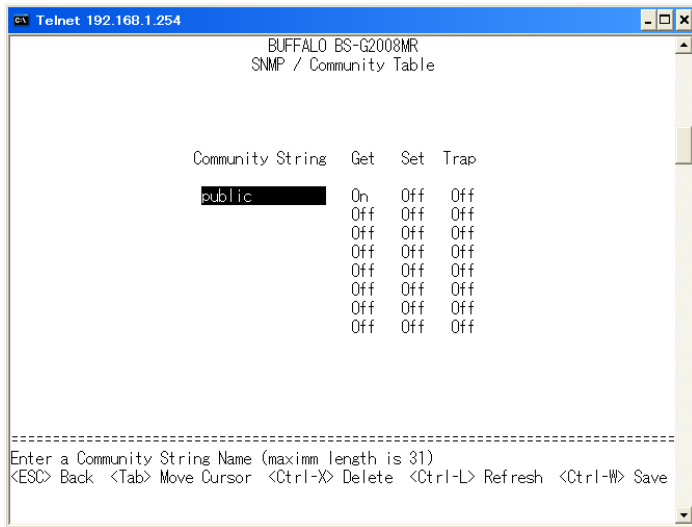 Telnet 192.168.1.254
BUFFALO BS-G2008MR
SNMP / Community Table
Community String Get Set Trap
public On Off Off
Off Off Off
Off Off Off
Off Off Off
Off Off Off
Off Off Off
Off Off Off
Off Off Off
================================================================================
Enter a Community String Name (maximm length is 31)
<ESC> Back <Tab> Move Cursor <Ctrl-X> Delete <Ctrl-L> Refresh <Ctrl-W> Save